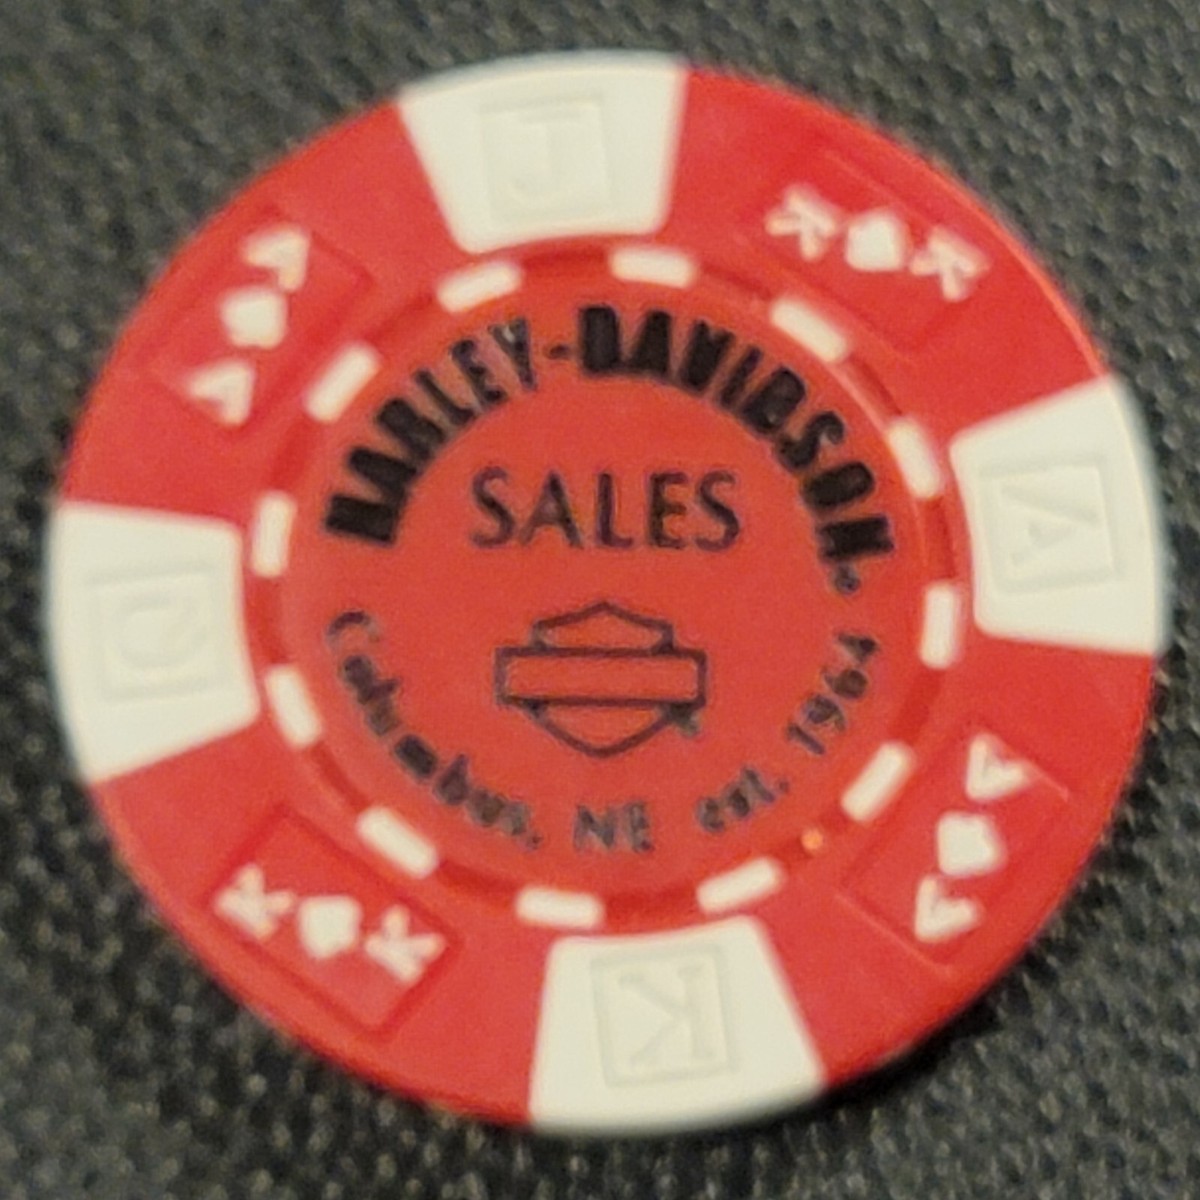 HARLEY-DAVIDSON®
SALES
Columbus, NE est. 1964
J
K K
A
A A
K
K K
Q
A A